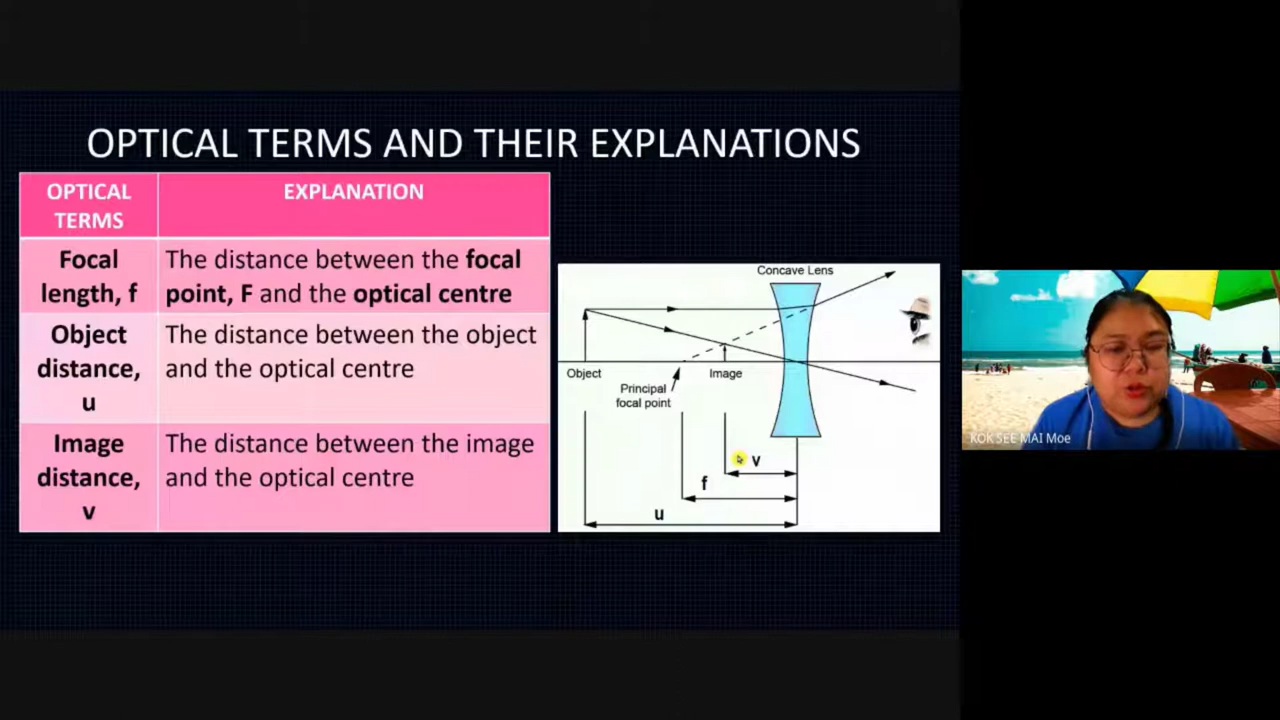 OPTICAL TERMS AND THEIR EXPLANATIONS
OPTICAL
TERMS
EXPLANATION
Focal
length, f
The distance between the focal
point, F and the optical centre
Object
distance,
u
The distance between the object
and the optical centre
Image
distance,
v
The distance between the image
and the optical centre
Concave Lens
Object
Principal
focal point
Image
v
f
u
KOK SEE MAI Moe